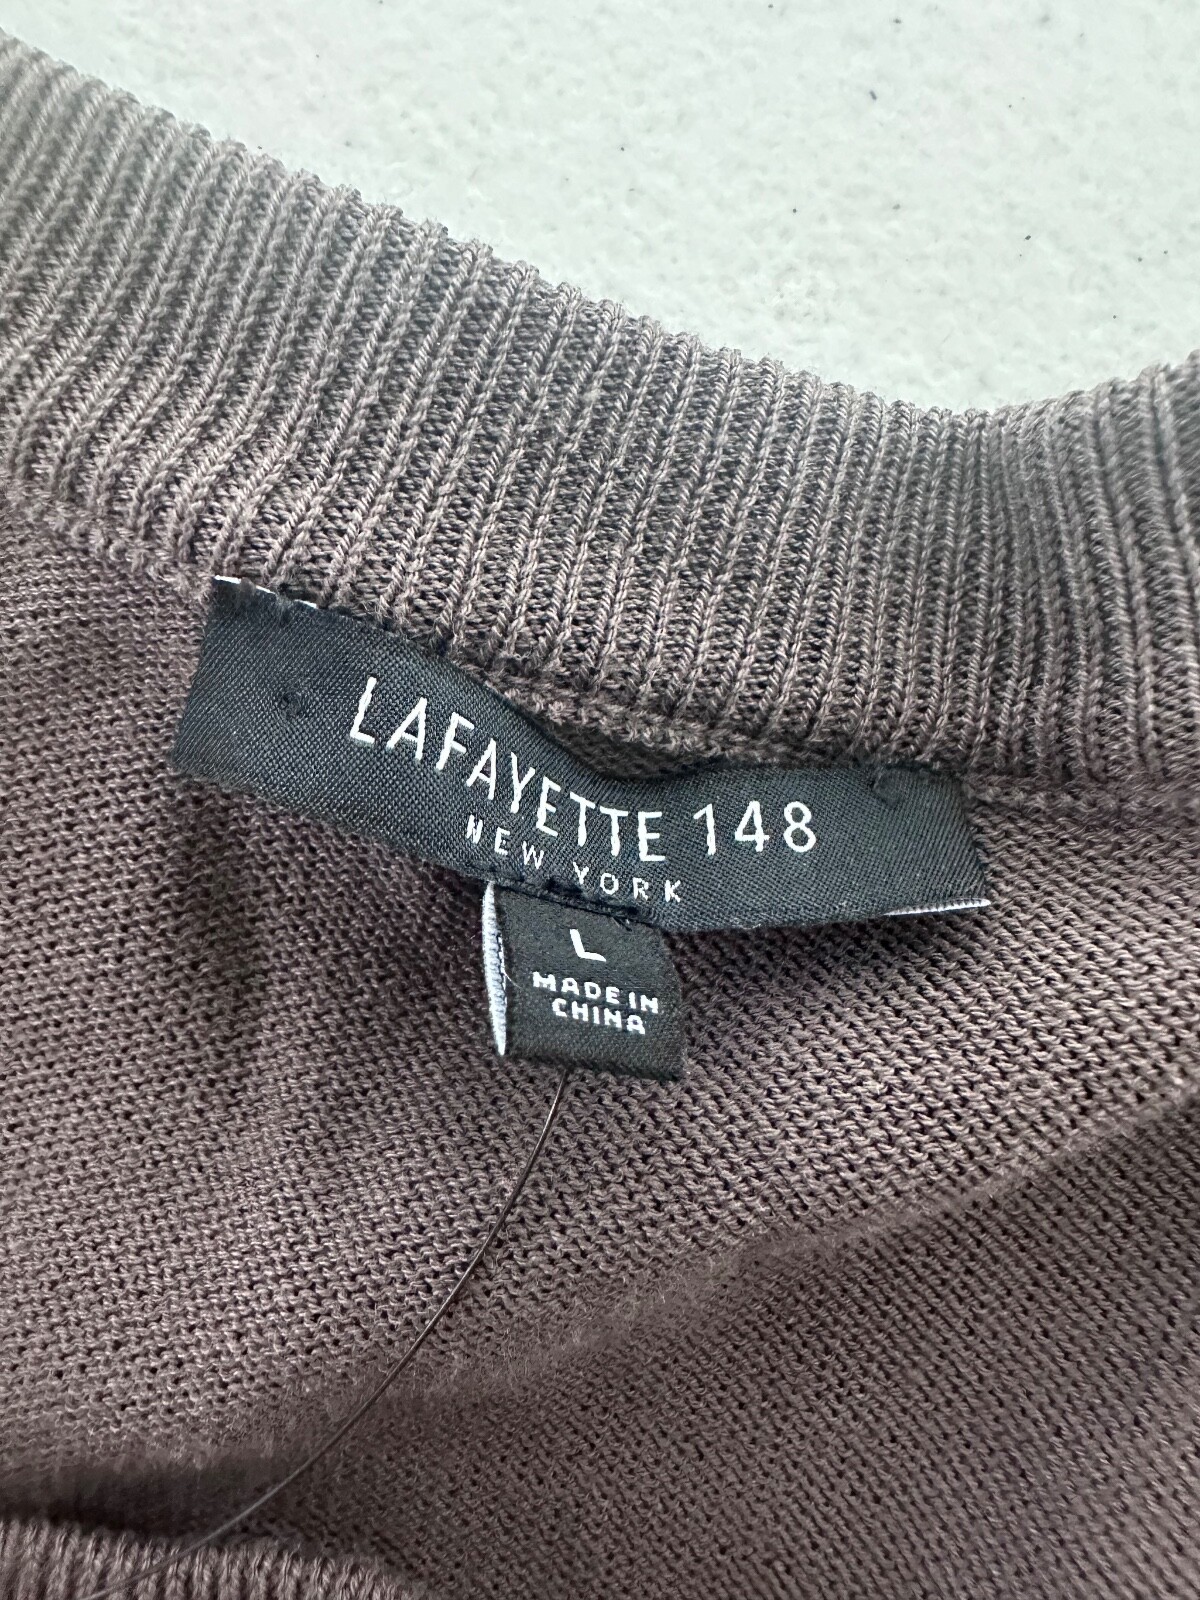 LAFAYETTE 148
NEW YORK
L
MADE IN
CHINA